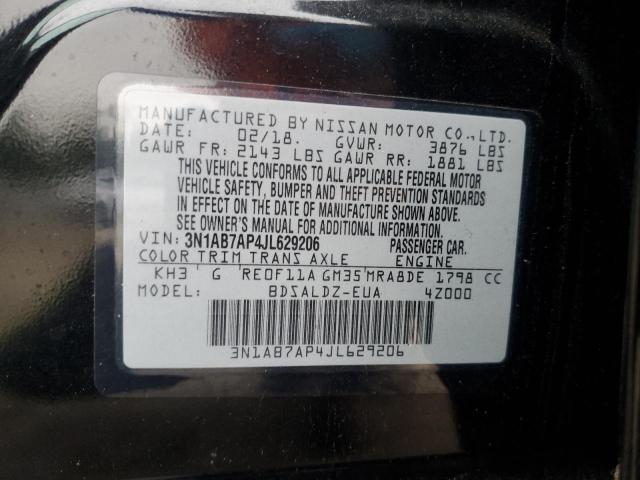 MANUFACTURED BY NISSAN MOTOR CO., LTD.
DATE: 02/18. GVWR: 3876 LBS
GAWR FR: 2143 LBS GAWR RR: 1881 LBS
THIS VEHICLE CONFORMS TO ALL APPLICABLE FEDERAL MOTOR
VEHICLE SAFETY, BUMPER AND THEFT PREVENTION STANDARDS
IN EFFECT ON THE DATE OF MANUFACTURE SHOWN ABOVE.
SEE OWNER'S MANUAL FOR ADDITIONAL INFORMATION.
VIN: 3N1AB7AP4JL629206 PASSENGER CAR.
COLOR TRIM TRANS AXLE ENGINE
KH3 G RE0F11A GM35 MRA8DE 1798 CC
MODEL: BDSALDZ-EUA 4Z000
3N1AB7AP4JL629206